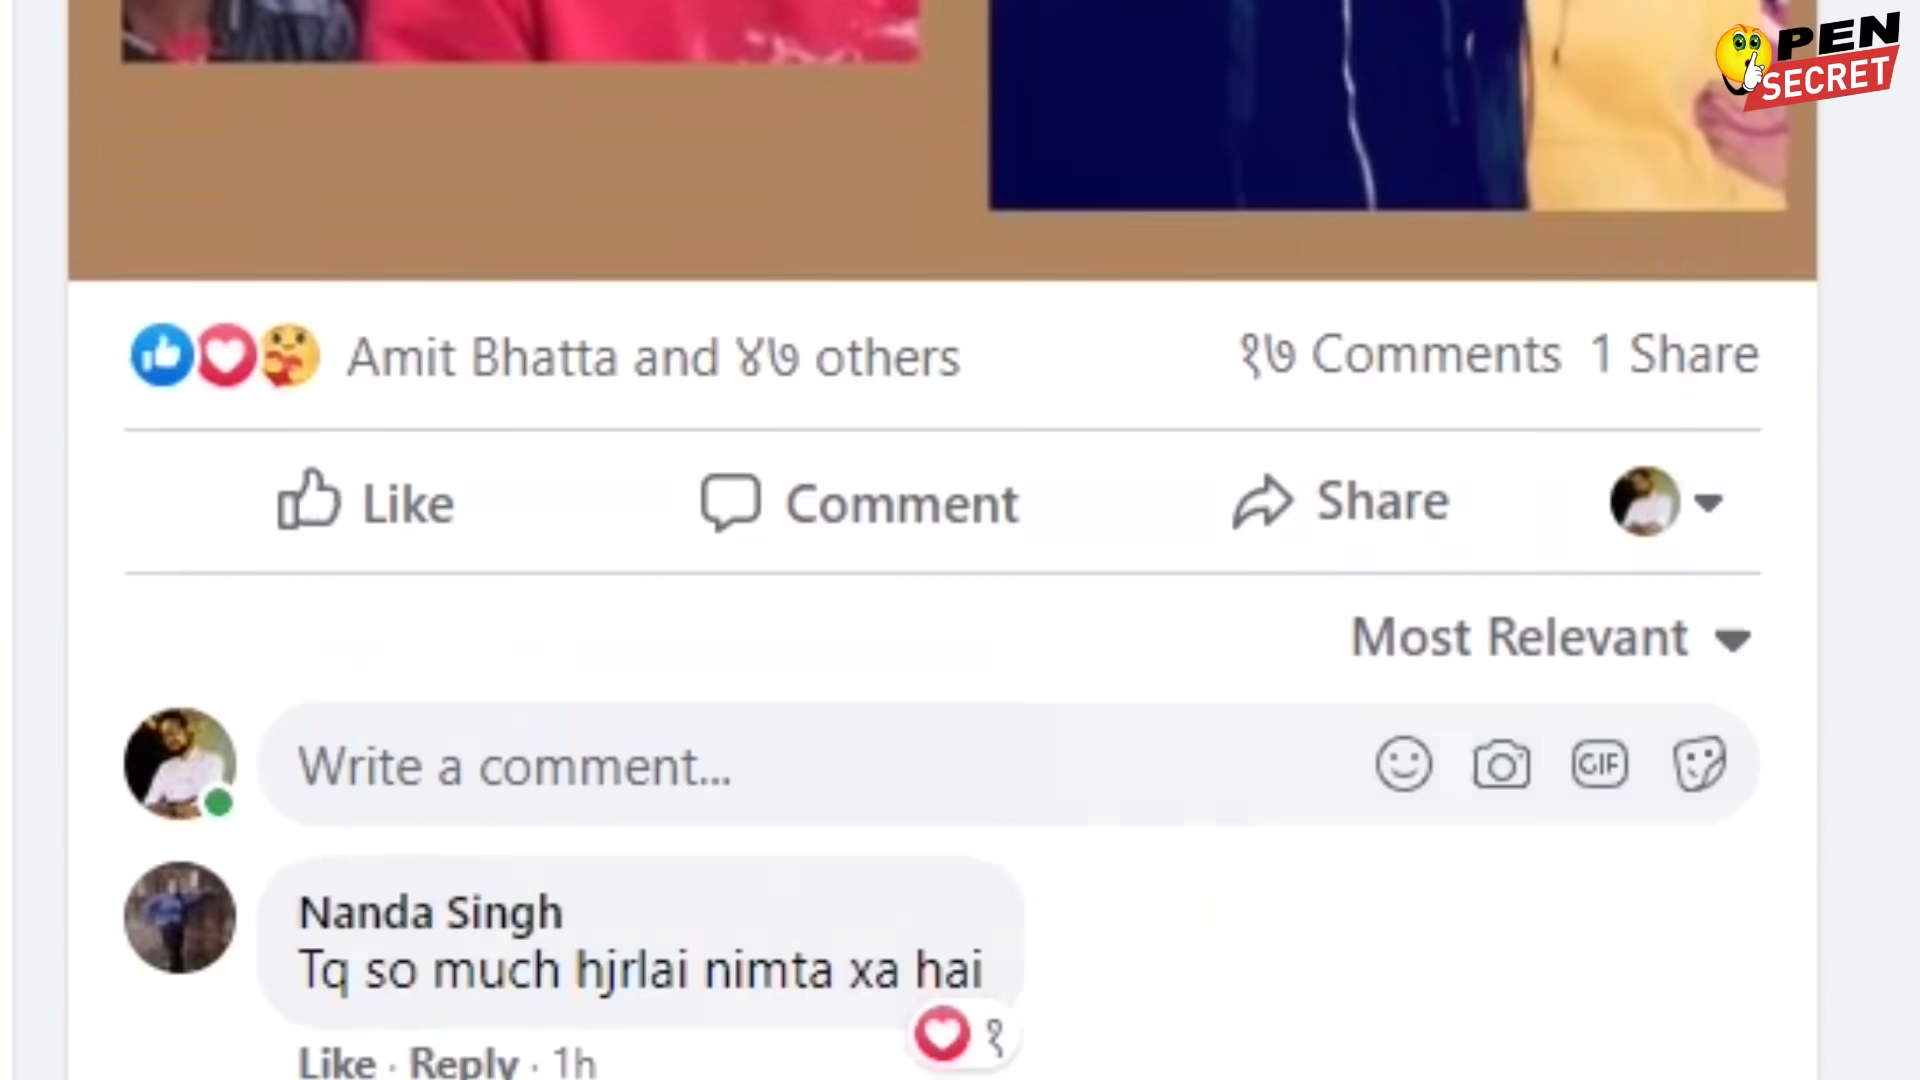 OPEN
SECRET
Amit Bhatta and ४७ others
१७ Comments 1 Share
Like
Comment
Share
Most Relevant
Write a comment...
GIF
Nanda Singh
Tq so much hjrlai nimta xa hai
१
Like · Reply · 1h